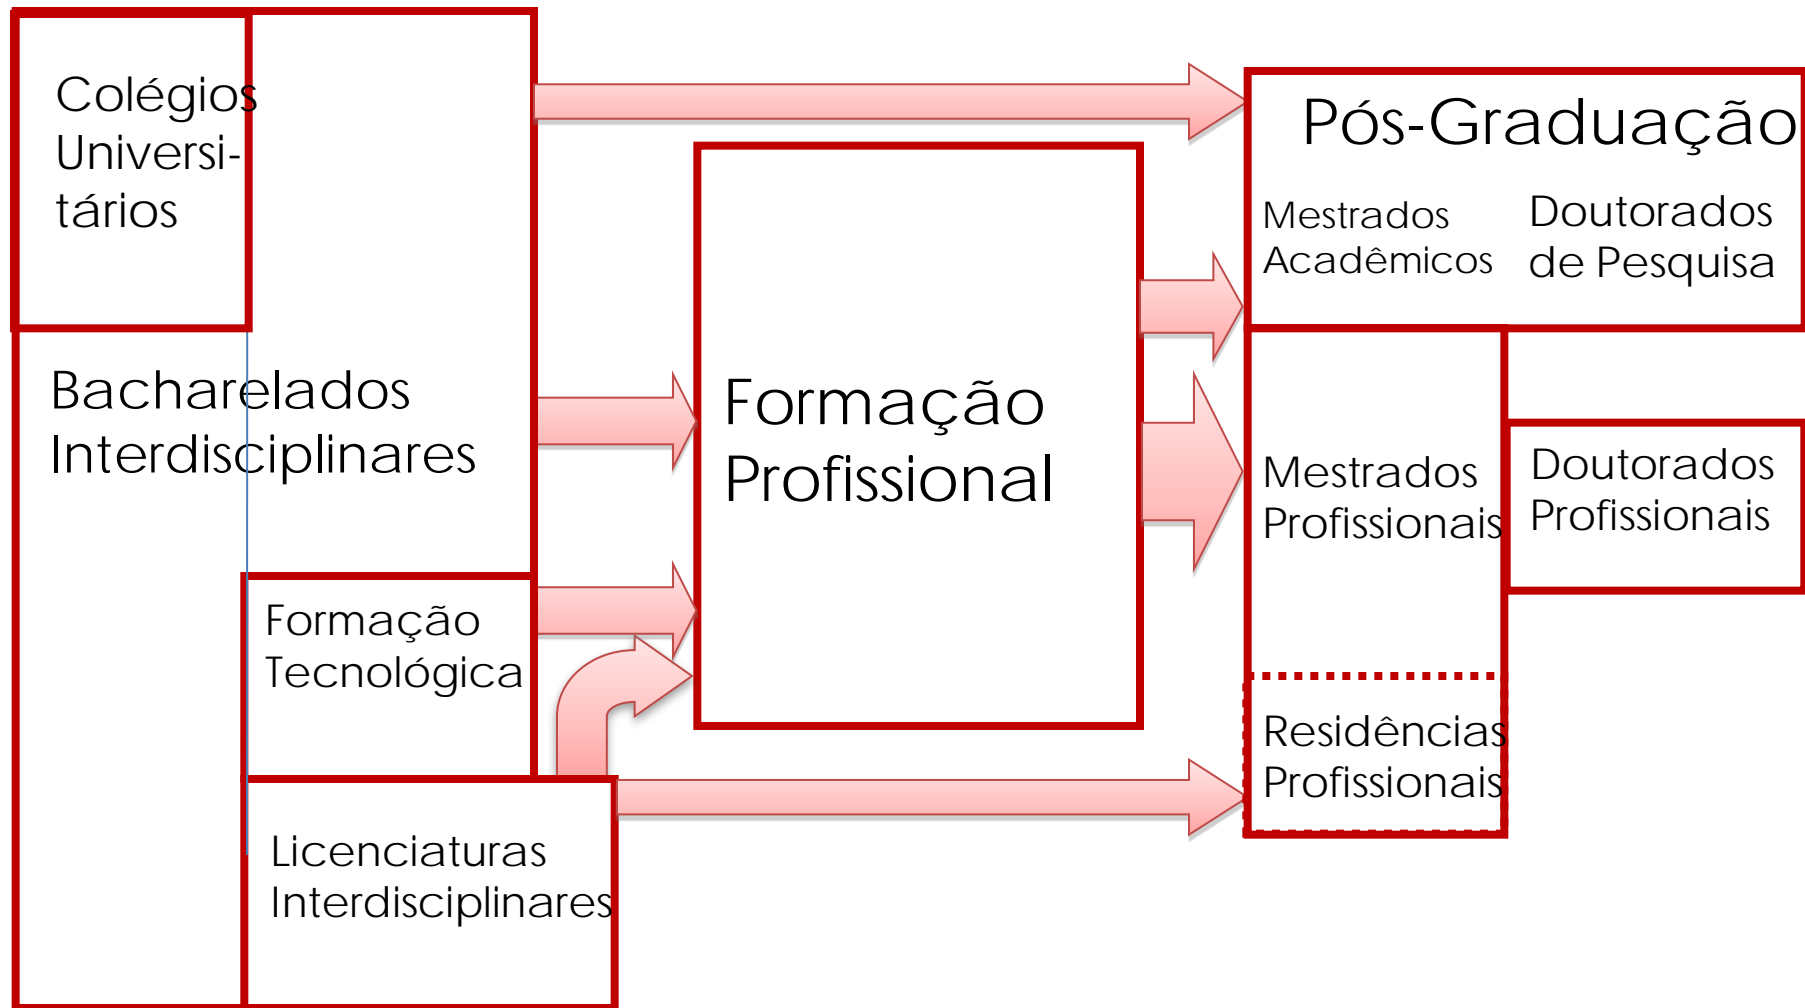 Colégios
Universi-
tários
Bacharelados
Interdisciplinares
Formação
Tecnológica
Licenciaturas
Interdisciplinares
Formação
Profissional
Pós-Graduação
Mestrados
Acadêmicos
Doutorados
de Pesquisa
Mestrados
Profissionais
Doutorados
Profissionais
Residências
Profissionais